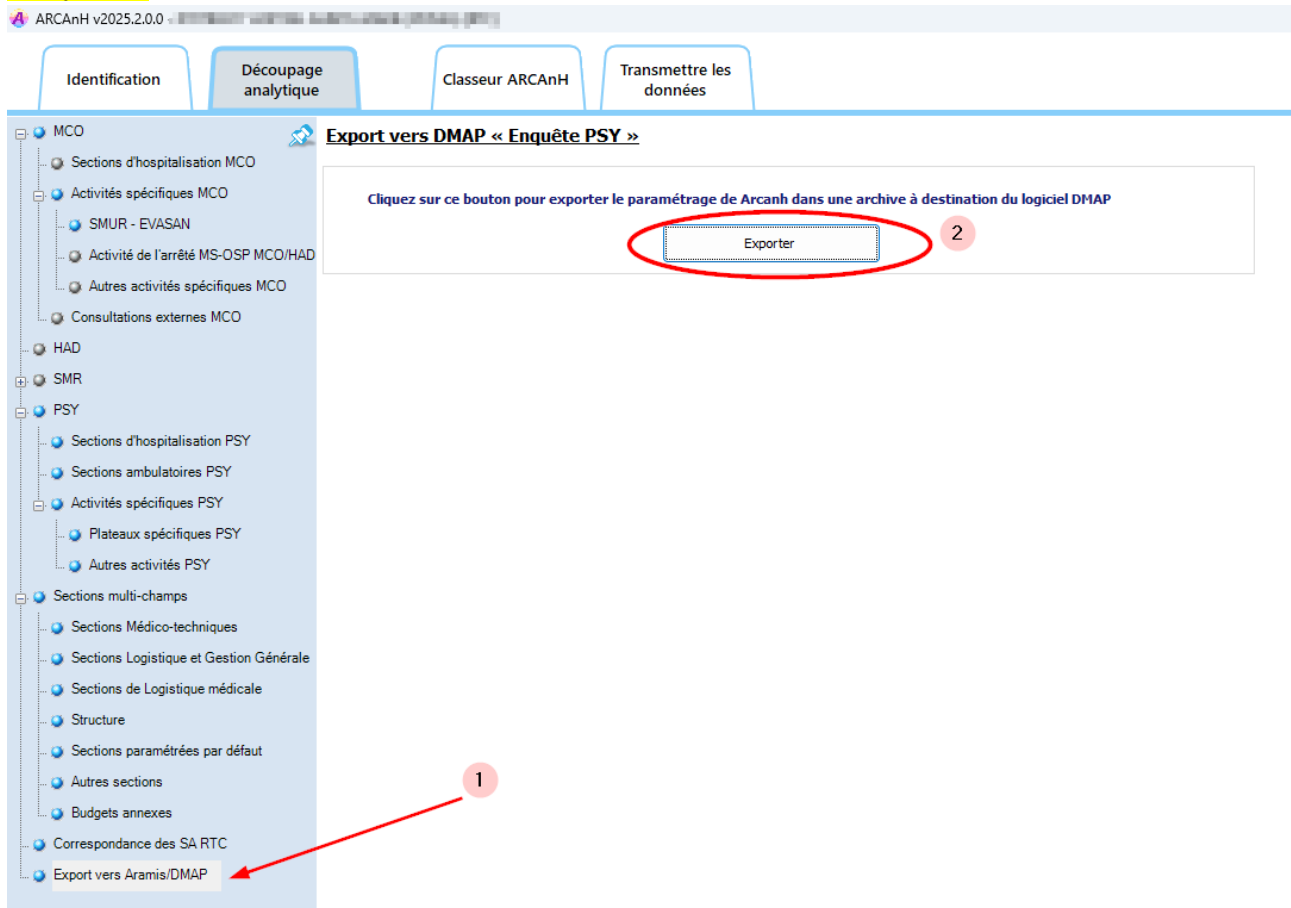 ARCAnH v2025.2.0.0 -
Identification
Découpage
analytique
Classeur ARCAnH
Transmettre les
données
MCO
Sections d'hospitalisation MCO
Activités spécifiques MCO
SMUR - EVASAN
Activité de l'arrêté MS-OSP MCO/HAD
Autres activités spécifiques MCO
Consultations externes MCO
HAD
SMR
PSY
Sections d'hospitalisation PSY
Sections ambulatoires PSY
Activités spécifiques PSY
Plateaux spécifiques PSY
Autres activités PSY
Sections multi-champs
Sections Médico-techniques
Sections Logistique et Gestion Générale
Sections de Logistique médicale
Structure
Sections paramétrées par défaut
Autres sections
Budgets annexes
Correspondance des SA RTC
Export vers Aramis/DMAP
Export vers DMAP « Enquête PSY »
Cliquez sur ce bouton pour exporter le paramétrage de Arcanh dans une archive à destination du logiciel DMAP
Exporter
2
1